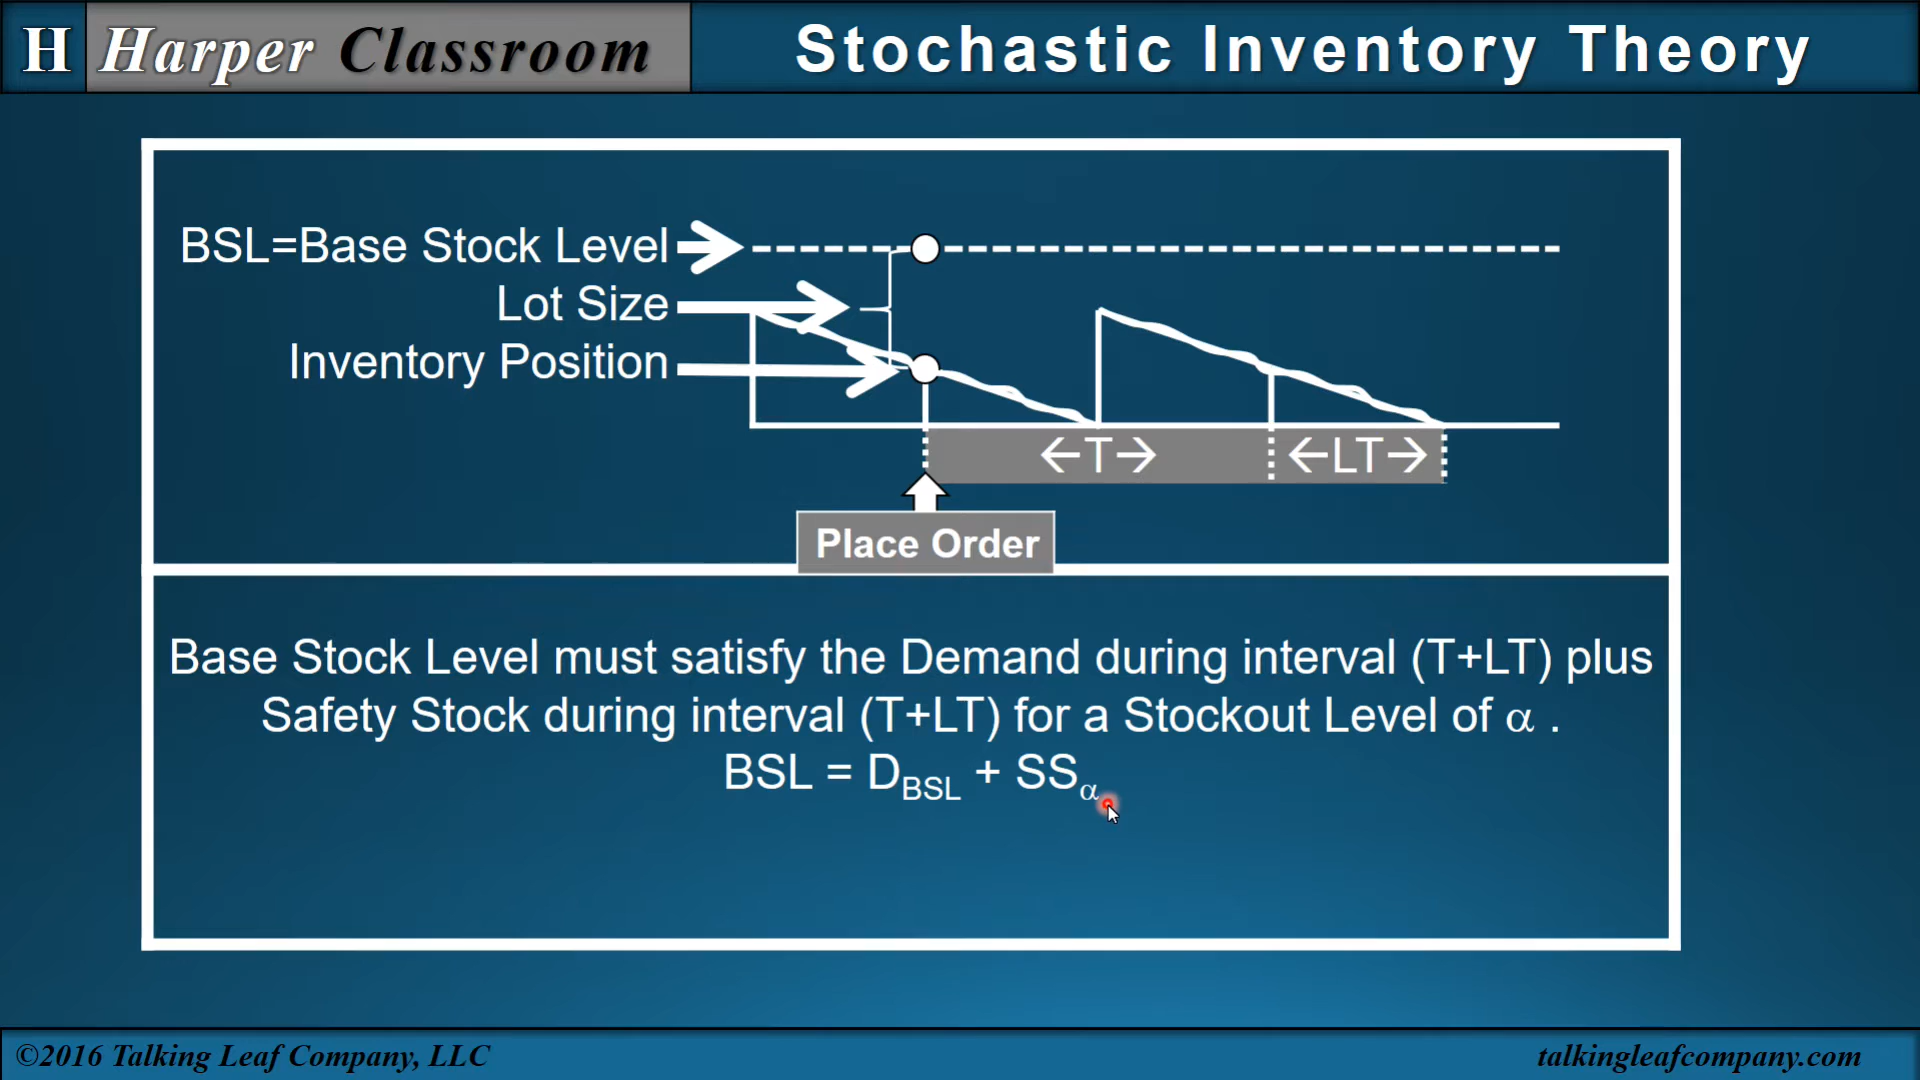 H Harper Classroom
Stochastic Inventory Theory
BSL=Base Stock Level
Lot Size
Inventory Position
←T→ ←LT→
Place Order
Base Stock Level must satisfy the Demand during interval (T+LT) plus
Safety Stock during interval (T+LT) for a Stockout Level of α .
BSL = D_BSL + SS_α
©2016 Talking Leaf Company, LLC
talkingleafcompany.com